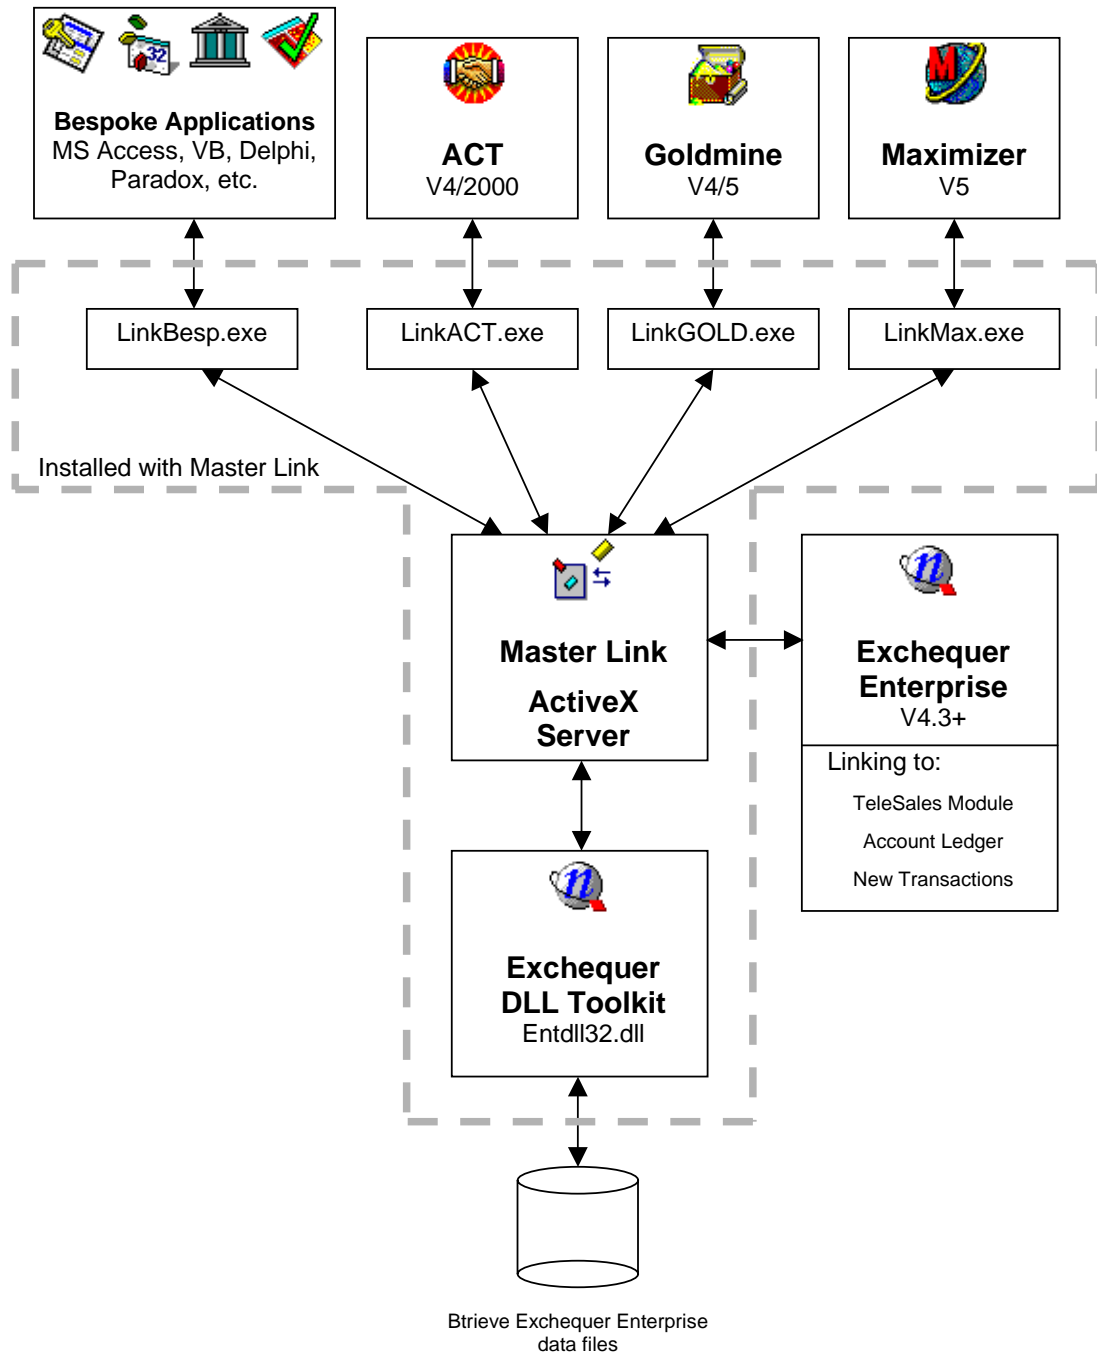 32
M
Bespoke Applications
MS Access, VB, Delphi,
Paradox, etc.
ACT
V4/2000
Goldmine
V4/5
Maximizer
V5
LinkBesp.exe
LinkACT.exe
LinkGOLD.exe
LinkMax.exe
Installed with Master Link
Master Link
ActiveX
Server
n
Exchequer
Enterprise
V4.3+
Linking to:
TeleSales Module
Account Ledger
New Transactions
n
Exchequer
DLL Toolkit
Entdll32.dll
Btrieve Exchequer Enterprise
data files